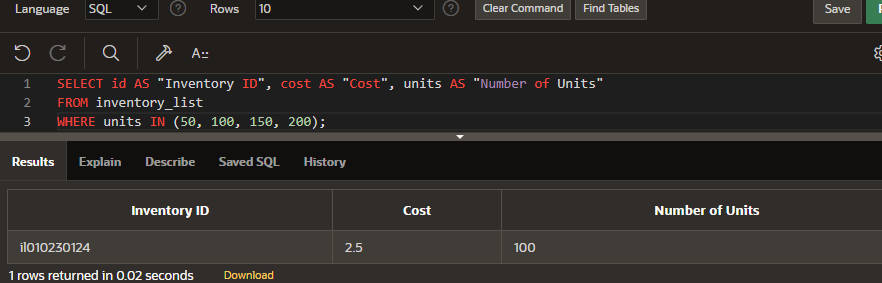 Language SQL ? Rows 10 ? Clear Command Find Tables Save
A::
1 SELECT id AS "Inventory ID", cost AS "Cost", units AS "Number of Units"
2 FROM inventory_list
3 WHERE units IN (50, 100, 150, 200);
Results Explain Describe Saved SQL History
Inventory ID Cost Number of Units
il010230124 2.5 100
1 rows returned in 0.02 seconds Download